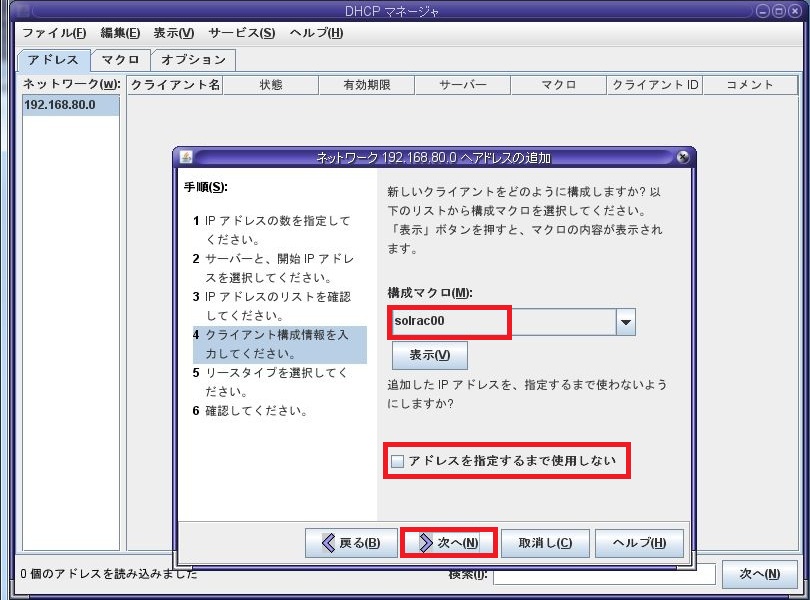 DHCP マネージャ
ファイル(F) 編集(E) 表示(V) サービス(S) ヘルプ(H)
アドレス マクロ オプション
ネットワーク(W): クライアント名 状態 有効期限 サーバー マクロ クライアント ID コメント
192.168.80.0
ネットワーク 192.168.80.0 へアドレスの追加
手順(S):
1 IP アドレスの数を指定して
ください。
2 サーバーと、開始 IP アドレ
スを選択してください。
3 IP アドレスのリストを確認
してください。
4 クライアント構成情報を入
力してください。
5 リースタイプを選択してく
ださい。
6 確認してください。
新しいクライアントをどのように構成しますか? 以
下のリストから構成マクロを選択してください。
「表示」ボタンを押すと、マクロの内容が表示され
ます。
構成マクロ(M):
solrac00
表示(V)
追加した IP アドレスを、指定するまで使わないよう
にしますか?
アドレスを指定するまで使用しない
戻る(B) 次へ(N) 取消し(C) ヘルプ(H)
0 個のアドレスを読み込みました 検索(I): 次へ(N)